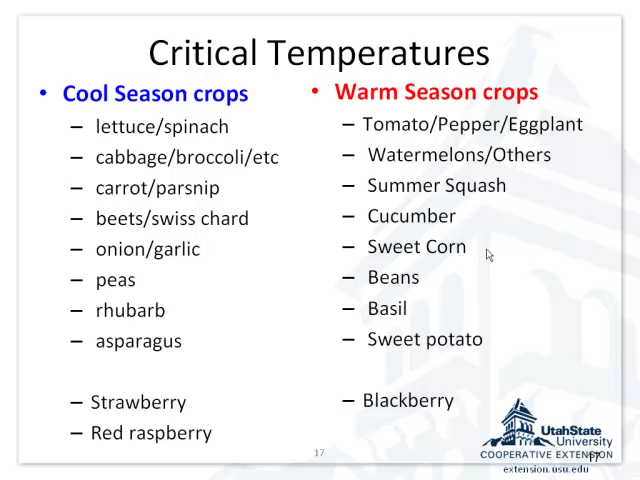 Critical Temperatures
• Cool Season crops
– lettuce/spinach
– cabbage/broccoli/etc
– carrot/parsnip
– beets/swiss chard
– onion/garlic
– peas
– rhubarb
– asparagus
– Strawberry
– Red raspberry
• Warm Season crops
– Tomato/Pepper/Eggplant
– Watermelons/Others
– Summer Squash
– Cucumber
– Sweet Corn
– Beans
– Basil
– Sweet potato
– Blackberry
17
UtahState
University
COOPERATIVE EXTENSION
17
extension.usu.edu